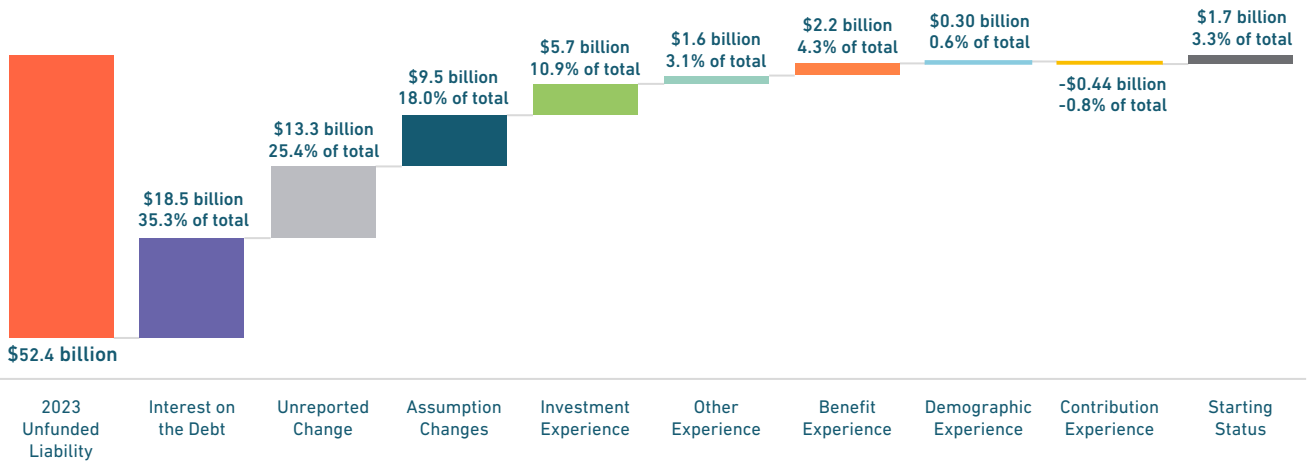 $52.4 billion
$18.5 billion
35.3% of total
$13.3 billion
25.4% of total
$9.5 billion
18.0% of total
$5.7 billion
10.9% of total
$1.6 billion
3.1% of total
$2.2 billion
4.3% of total
$0.30 billion
0.6% of total
-$0.44 billion
-0.8% of total
$1.7 billion
3.3% of total
2023
Unfunded
Liability
Interest on
the Debt
Unreported
Change
Assumption
Changes
Investment
Experience
Other
Experience
Benefit
Experience
Demographic
Experience
Contribution
Experience
Starting
Status